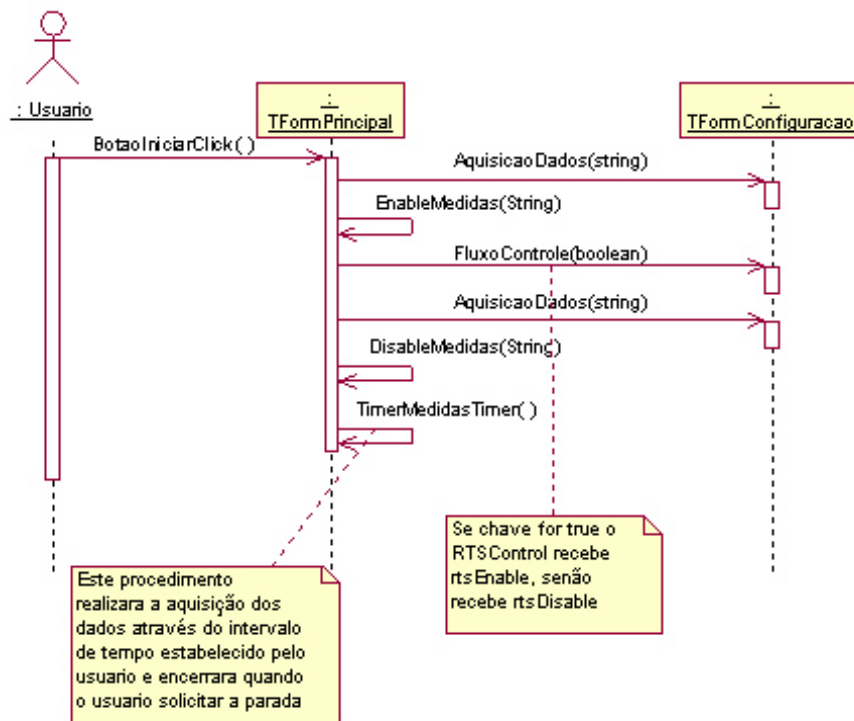 : Usuario
:
TFormPrincipal
:
TFormConfiguracao
BotaoIniciarClick( )
AquisicaoDados(string)
EnableMedidas(String)
FluxoControle(boolean)
AquisicaoDados(string)
DisableMedidas(String)
TimerMedidasTimer( )
Se chave for true o
RTSControl recebe
rtsEnable, senão
recebe rtsDisable
Este procedimento
realizara a aquisição dos
dados através do intervalo
de tempo estabelecido pelo
usuario e encerrara quando
o usuario solicitar a parada